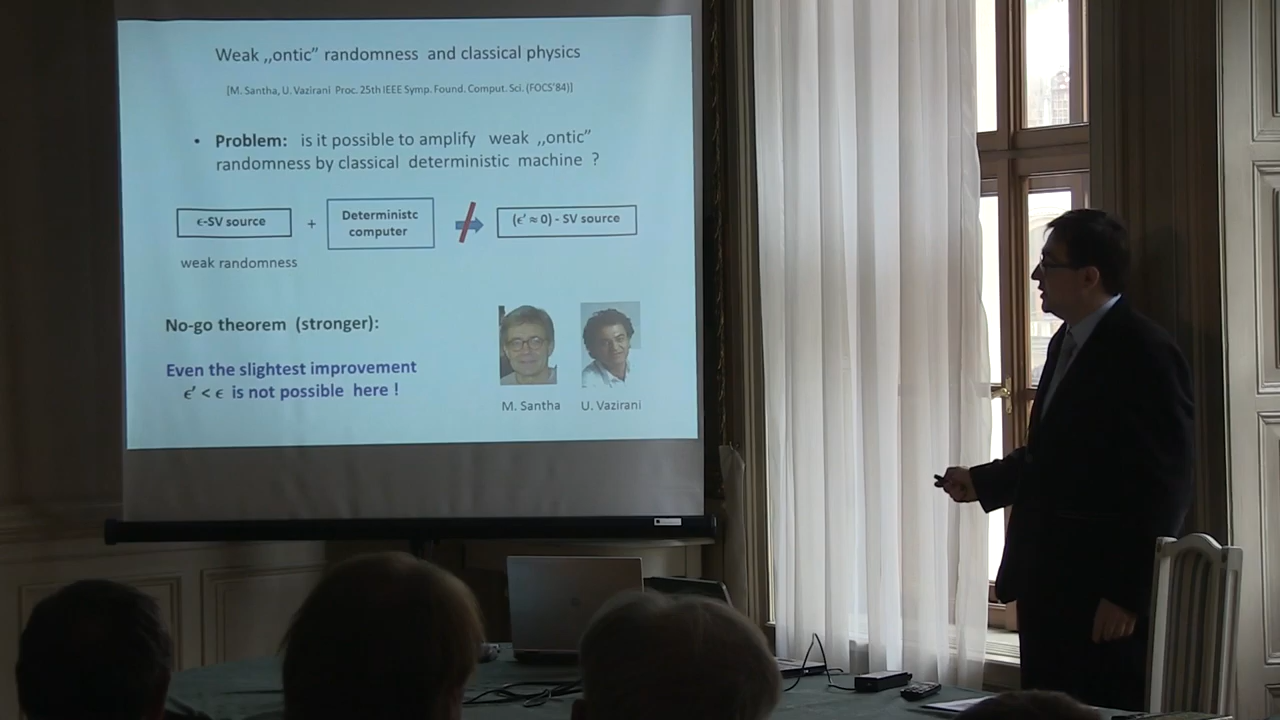 Weak „ontic” randomness and classical physics
[M. Santha, U. Vazirani Proc. 25th IEEE Symp. Found. Comput. Sci. (FOCS'84)]
• Problem: is it possible to amplify weak „ontic”
randomness by classical deterministic machine ?
ϵ-SV source
+
Deterministc
computer
(ϵ’ ≈ 0) - SV source
weak randomness
No-go theorem (stronger):
Even the slightest improvement
ϵ’ < ϵ is not possible here !
M. Santha
U. Vazirani